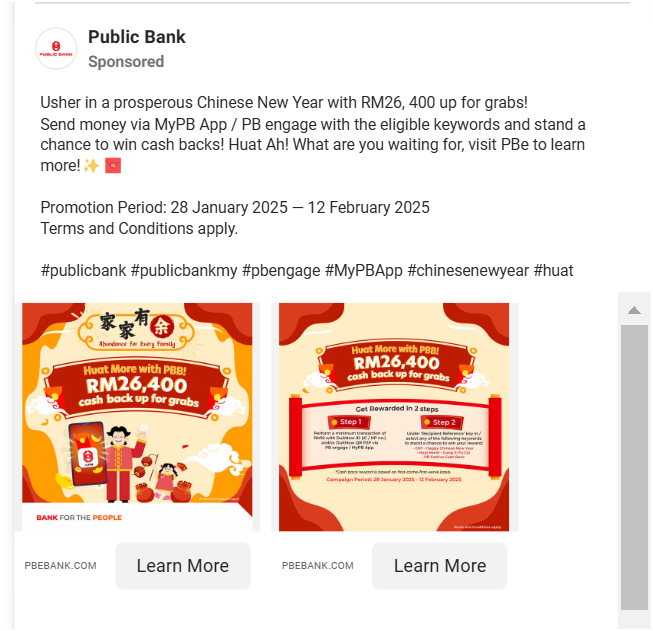 PUBLIC BANK
Public Bank
Sponsored
Usher in a prosperous Chinese New Year with RM26, 400 up for grabs!
Send money via MyPB App / PB engage with the eligible keywords and stand a
chance to win cash backs! Huat Ah! What are you waiting for, visit PBe to learn
more!✨🧧
Promotion Period: 28 January 2025 — 12 February 2025
Terms and Conditions apply.
#publicbank #publicbankmy #pbengage #MyPBApp #chinesenewyear #huat
家家有余
Abundance for Every Family
Huat More with PBB!
RM26,400
cash back up for grabs
BANK FOR THE PEOPLE
Huat More with PBB!
RM26,400
cash back up for grabs
Get Rewarded in 2 steps
Step 1
Perform a minimum transaction of
with DuitNow ID
and/or DuitNow QR P2P via
PB engage / MyPB App
Step 2
Under 'Recipient Reference' key in /
select any of the following keywords
to stand a chance to win your reward:
Happy Chinese New Year
*Cash back reward is based on first-come-first-serve basis.
Campaign Period: 28 January 2025 - 12 February 2025
PBEBANK.COM
Learn More
PBEBANK.COM
Learn More